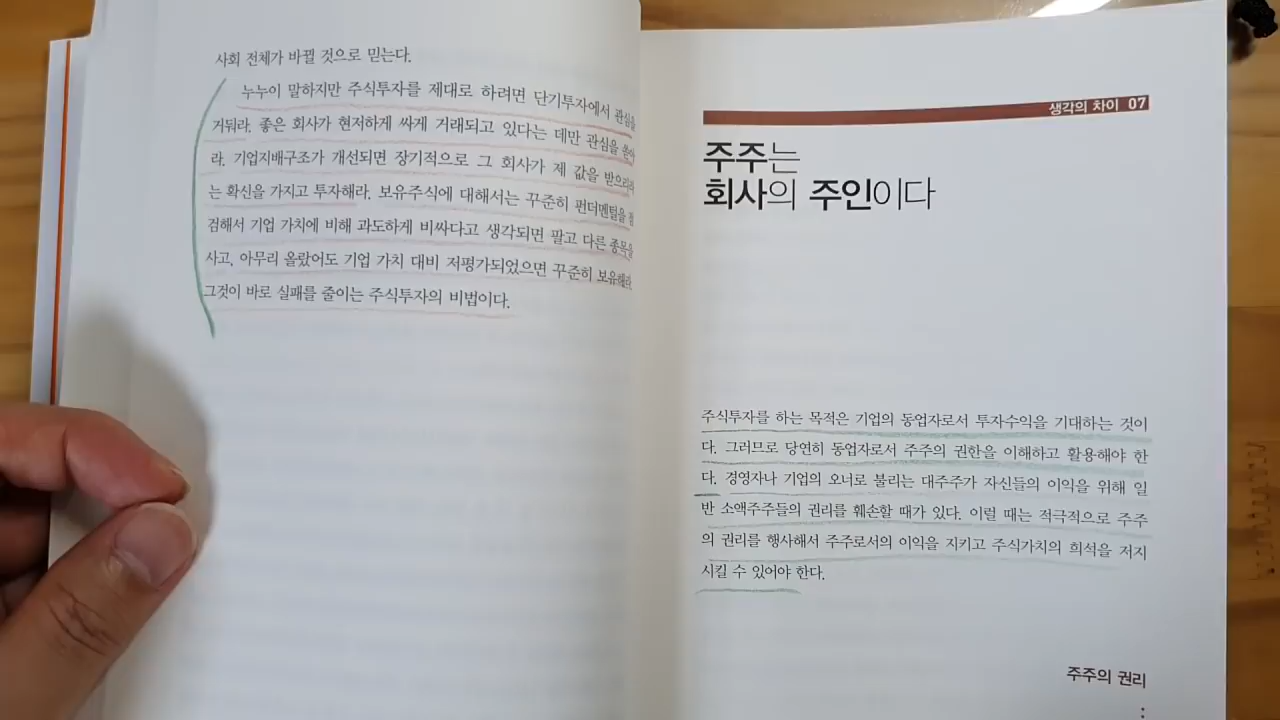 사회 전체가 바뀔 것으로 믿는다.
누누이 말하지만 주식투자를 제대로 하려면 단기투자에서 관심을
거둬라. 좋은 회사가 현저하게 싸게 거래되고 있다는 데만 관심을 쏟아
라. 기업지배구조가 개선되면 장기적으로 그 회사가 제 값을 받으리라
는 확신을 가지고 투자해라. 보유주식에 대해서는 꾸준히 펀더멘털을 점
검해서 기업 가치에 비해 과도하게 비싸다고 생각되면 팔고 다른 종목을
사고, 아무리 올랐어도 기업 가치 대비 저평가되었으면 꾸준히 보유해라.
그것이 바로 실패를 줄이는 주식투자의 비법이다.
생각의 차이 07
주주는
회사의 주인이다
주식투자를 하는 목적은 기업의 동업자로서 투자수익을 기대하는 것이
다. 그러므로 당연히 동업자로서 주주의 권한을 이해하고 활용해야 한
다. 경영자나 기업의 오너로 불리는 대주주가 자신들의 이익을 위해 일
반 소액주주들의 권리를 훼손할 때가 있다. 이럴 때는 적극적으로 주주
의 권리를 행사해서 주주로서의 이익을 지키고 주식가치의 희석을 저지
시킬 수 있어야 한다.
주주의 권리